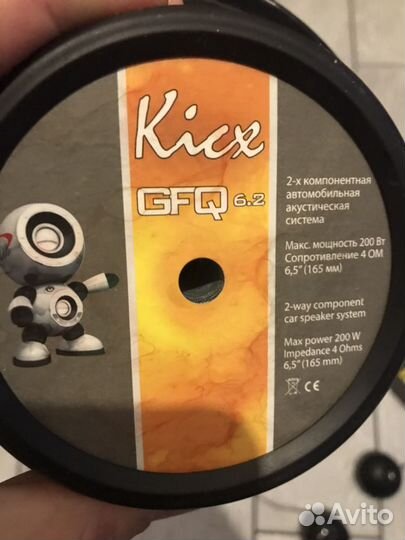 Kicx
GFQ 6.2
2-х компонентная
автомобильная
акустическая
система
Макс. мощность 200 Вт
Сопротивление 4 ОМ
6,5" (165 мм)
2-way component
car speaker system
Max power 200 W
Impedance 4 Ohms
6,5" (165 mm)
CE
Avito